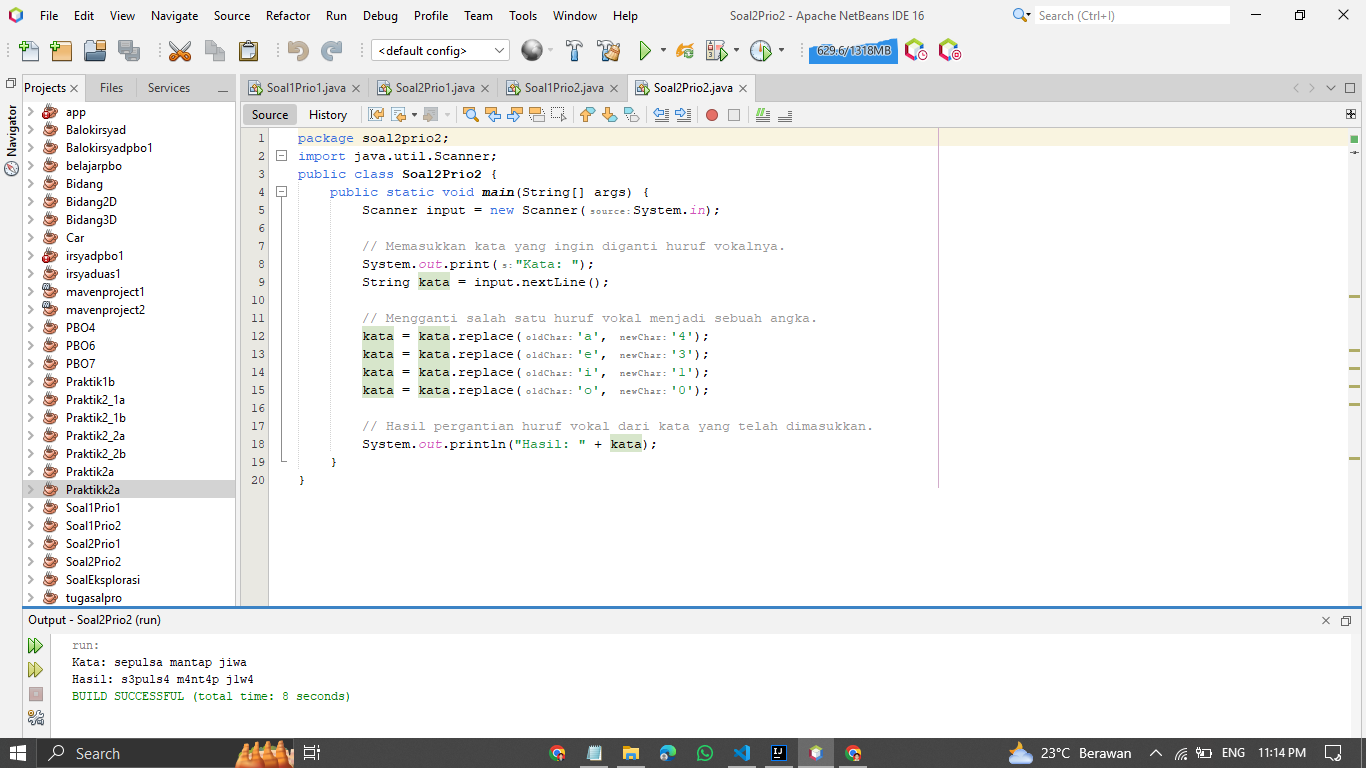 File Edit View Navigate Source Refactor Run Debug Profile Team Tools Window Help
Soal2Prio2 - Apache NetBeans IDE 16
Search (Ctrl+I)
<default config>
629.6/1318MB
Projects Files Services
Navigator
app
Balokirsyad
Balokirsyadpbo1
belajarpbo
Bidang
Bidang2D
Bidang3D
Car
irsyadpbo1
irsyaduas1
mavenproject1
mavenproject2
PBO4
PBO6
PBO7
Praktik1b
Praktik2_1a
Praktik2_1b
Praktik2_2a
Praktik2_2b
Praktik2a
Praktikk2a
Soal1Prio1
Soal1Prio2
Soal2Prio1
Soal2Prio2
SoalEksplorasi
tugasalpro
Soal1Prio1.java Soal2Prio1.java Soal1Prio2.java Soal2Prio2.java
Source History
1 package soal2prio2;
2 import java.util.Scanner;
3 public class Soal2Prio2 {
4 public static void main(String[] args) {
5 Scanner input = new Scanner(source:System.in);
6
7 // Memasukkan kata yang ingin diganti huruf vokalnya.
8 System.out.print(s:"Kata: ");
9 String kata = input.nextLine();
10
11 // Mengganti salah satu huruf vokal menjadi sebuah angka.
12 kata = kata.replace(oldChar:'a', newChar:'4');
13 kata = kata.replace(oldChar:'e', newChar:'3');
14 kata = kata.replace(oldChar:'i', newChar:'1');
15 kata = kata.replace(oldChar:'o', newChar:'0');
16
17 // Hasil pergantian huruf vokal dari kata yang telah dimasukkan.
18 System.out.println("Hasil: " + kata);
19 }
20 }
Output - Soal2Prio2 (run)
run:
Kata: sepulsa mantap jiwa
Hasil: s3puls4 m4nt4p j1w4
BUILD SUCCESSFUL (total time: 8 seconds)
Search
23°C Berawan
ENG
11:14 PM